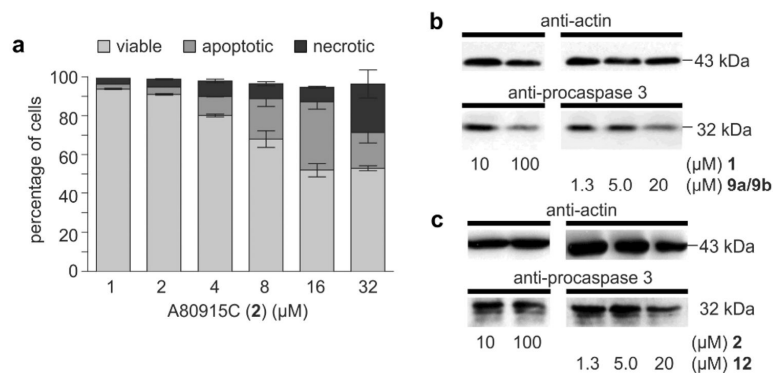 a
viable apoptotic necrotic
percentage of cells
100
80
60
40
20
0
1 2 4 8 16 32
A80915C (2) (μM)
b
anti-actin
43 kDa
anti-procaspase 3
32 kDa
10 100 (μM) 1
1.3 5.0 20 (μM) 9a/9b
c
anti-actin
43 kDa
anti-procaspase 3
32 kDa
10 100 (μM) 2
1.3 5.0 20 (μM) 12